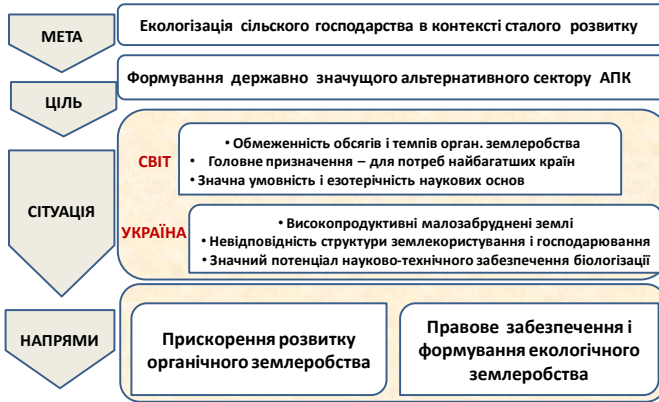 МЕТА
Екологізація сільского господарства в контексті сталого розвитку
ЦІЛЬ
Формування державно значущого альтернативного сектору АПК
СИТУАЦІЯ
СВІТ
• Обмеженність обсягів і темпів орган. землеробства
• Головне призначення – для потреб найбагатших країн
• Значна умовність і езотерічність наукових основ
УКРАЇНА
• Високопродуктивні малозабруднені землі
• Невідповідність структури землекористування і господарювання
• Значний потенціал науково-технічного забезпечення біологізації
НАПРЯМИ
Прискорення розвитку
органічного землеробства
Правове забезпечення і
формування екологічного
землеробства